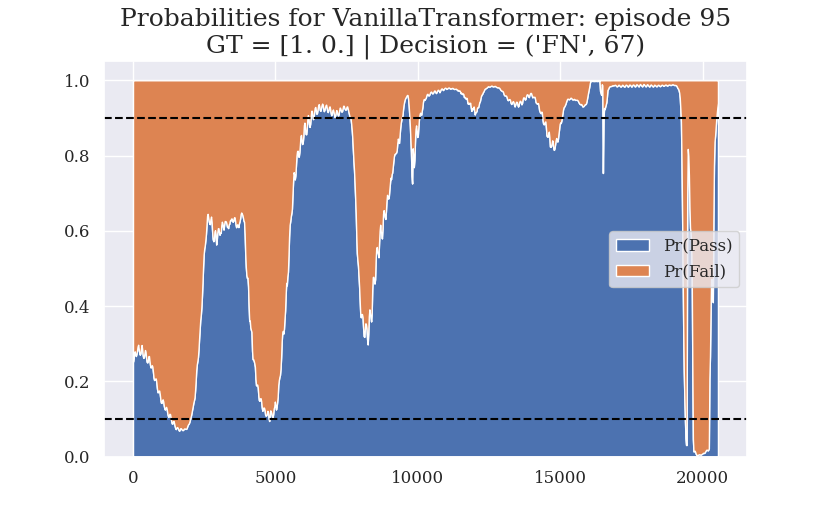 Probabilities for VanillaTransformer: episode 95
GT = [1. 0.] | Decision = ('FN', 67)
1.0
0.8
0.6
0.4
0.2
0.0
Pr(Pass)
Pr(Fail)
0 5000 10000 15000 20000